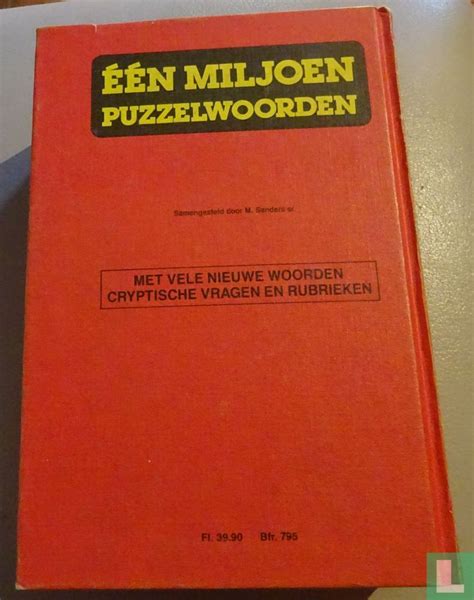 ÉÉN MILJOEN
PUZZELWOORDEN
Samengesteld door M. Sanders sr.
MET VELE NIEUWE WOORDEN
CRYPTISCHE VRAGEN EN RUBRIEKEN
Fl. 39.90 Bfr. 795
L